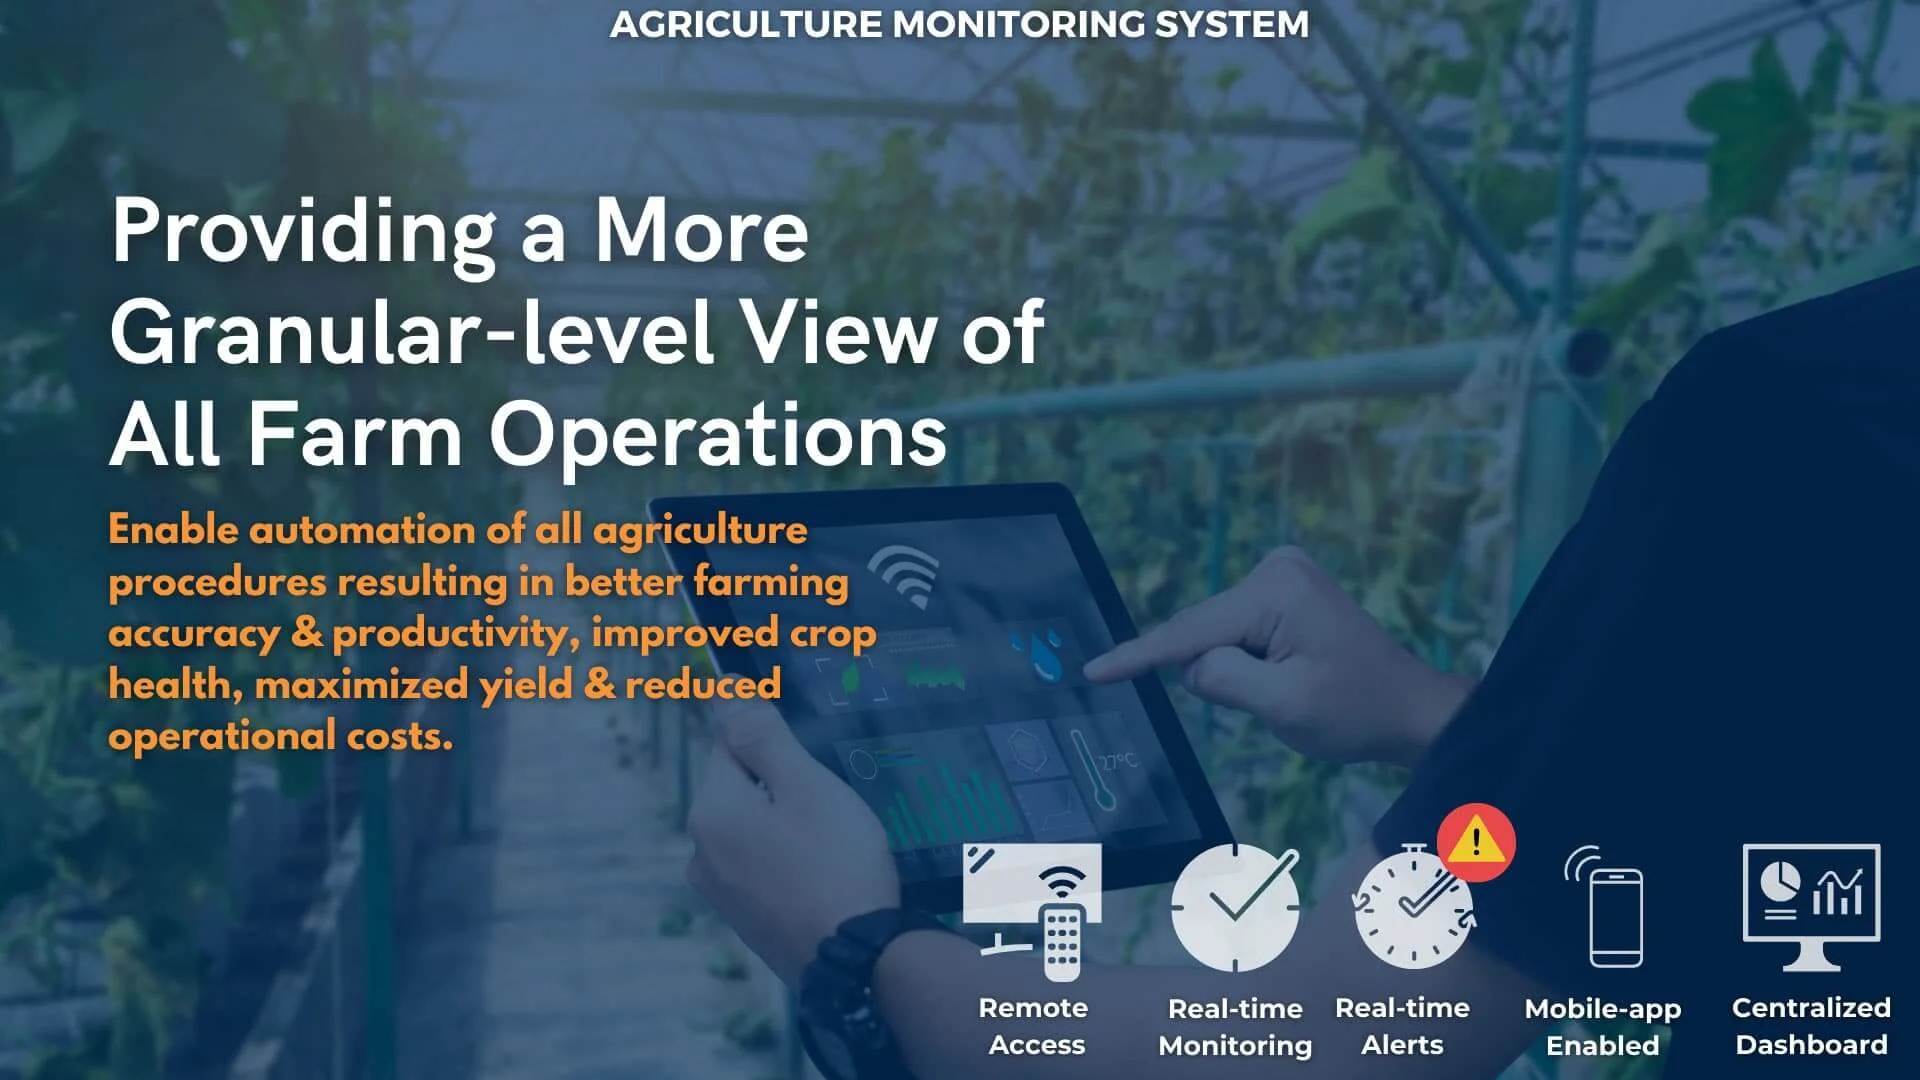 AGRICULTURE MONITORING SYSTEM
Providing a More
Granular-level View of
All Farm Operations
Enable automation of all agriculture
procedures resulting in better farming
accuracy & productivity, improved crop
health, maximized yield & reduced
operational costs.
27°C
Remote
Access
Real-time
Monitoring
Real-time
Alerts
Mobile-app
Enabled
Centralized
Dashboard